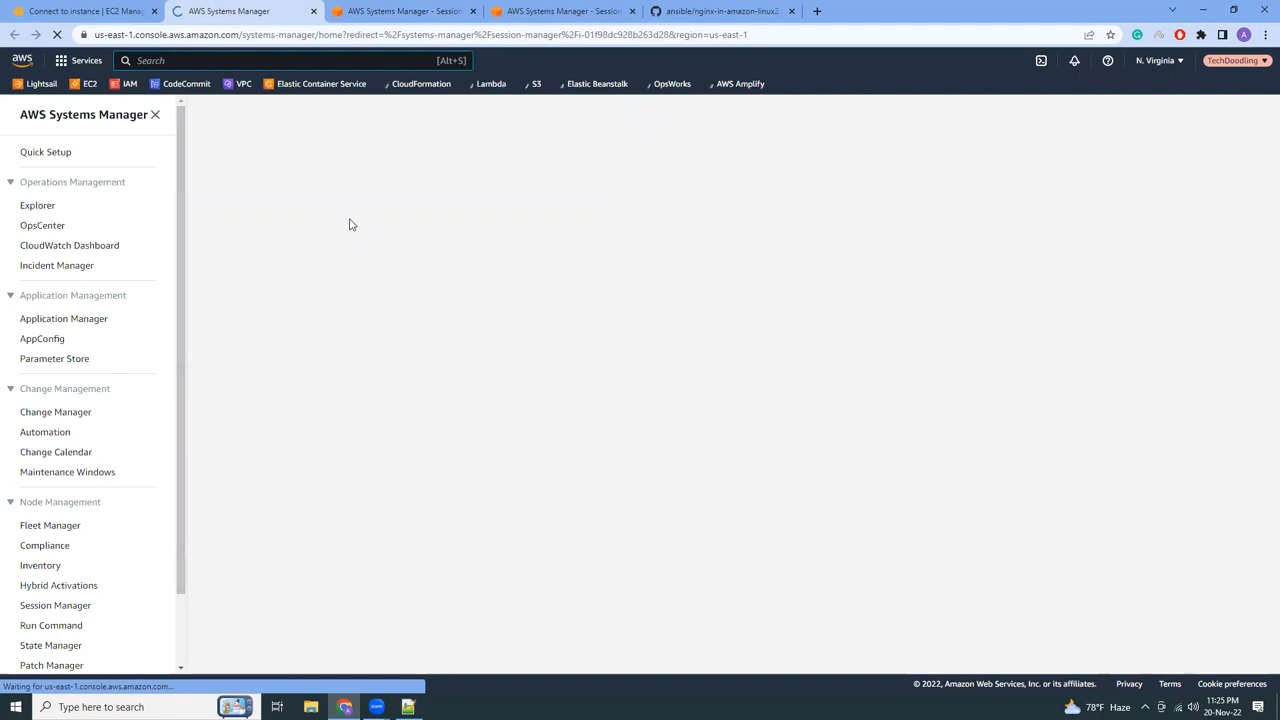 Connect to instance | EC2 Manag
AWS Systems Manager
AWS Systems Manager - Session
AWS Systems Manager - Session
ansible/nginx-in-amazon-linux2
us-east-1.console.aws.amazon.com/systems-manager/home?redirect=%2Fsystems-manager%2Fsession-manager%2Fi-01f98dc928b263d28&region=us-east-1
A
aws
Services
Search
[Alt+S]
N. Virginia
TechDoodling
Lightsail
EC2
IAM
CodeCommit
VPC
Elastic Container Service
CloudFormation
Lambda
S3
Elastic Beanstalk
OpsWorks
AWS Amplify
AWS Systems Manager
Quick Setup
Operations Management
Explorer
OpsCenter
CloudWatch Dashboard
Incident Manager
Application Management
Application Manager
AppConfig
Parameter Store
Change Management
Change Manager
Automation
Change Calendar
Maintenance Windows
Node Management
Fleet Manager
Compliance
Inventory
Hybrid Activations
Session Manager
Run Command
State Manager
Patch Manager
Waiting for us-east-1.console.aws.amazon.com...
© 2022, Amazon Web Services, Inc. or its affiliates.
Privacy
Terms
Cookie preferences
Type here to search
zoom
78°F Haze
11:25 PM
20-Nov-22